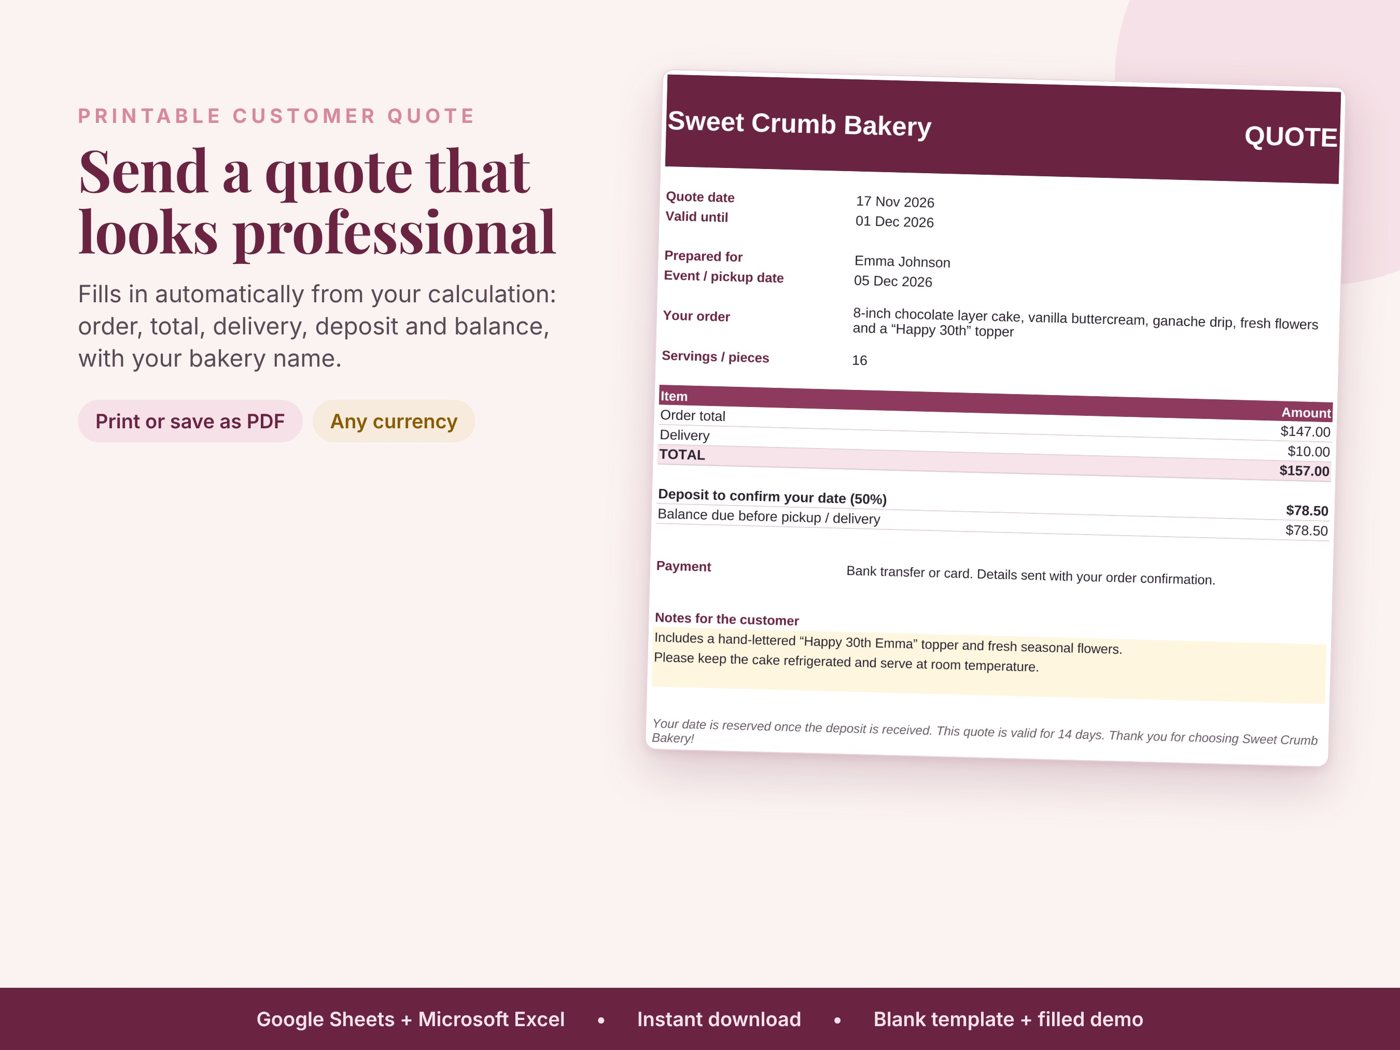 PRINTABLE CUSTOMER QUOTE
Send a quote that
looks professional
Fills in automatically from your calculation:
order, total, delivery, deposit and balance,
with your bakery name.
Print or save as PDF
Any currency
Sweet Crumb Bakery QUOTE
Quote date 17 Nov 2026
Valid until 01 Dec 2026
Prepared for Emma Johnson
Event / pickup date 05 Dec 2026
Your order 8-inch chocolate layer cake, vanilla buttercream, ganache drip, fresh flowers
and a “Happy 30th” topper
Servings / pieces 16
Item Amount
Order total $147.00
Delivery $10.00
TOTAL $157.00
Deposit to confirm your date (50%) $78.50
Balance due before pickup / delivery $78.50
Payment Bank transfer or card. Details sent with your order confirmation.
Notes for the customer
Includes a hand-lettered “Happy 30th Emma” topper and fresh seasonal flowers.
Please keep the cake refrigerated and serve at room temperature.
Your date is reserved once the deposit is received. This quote is valid for 14 days. Thank you for choosing Sweet Crumb
Bakery!
Google Sheets + Microsoft Excel • Instant download • Blank template + filled demo